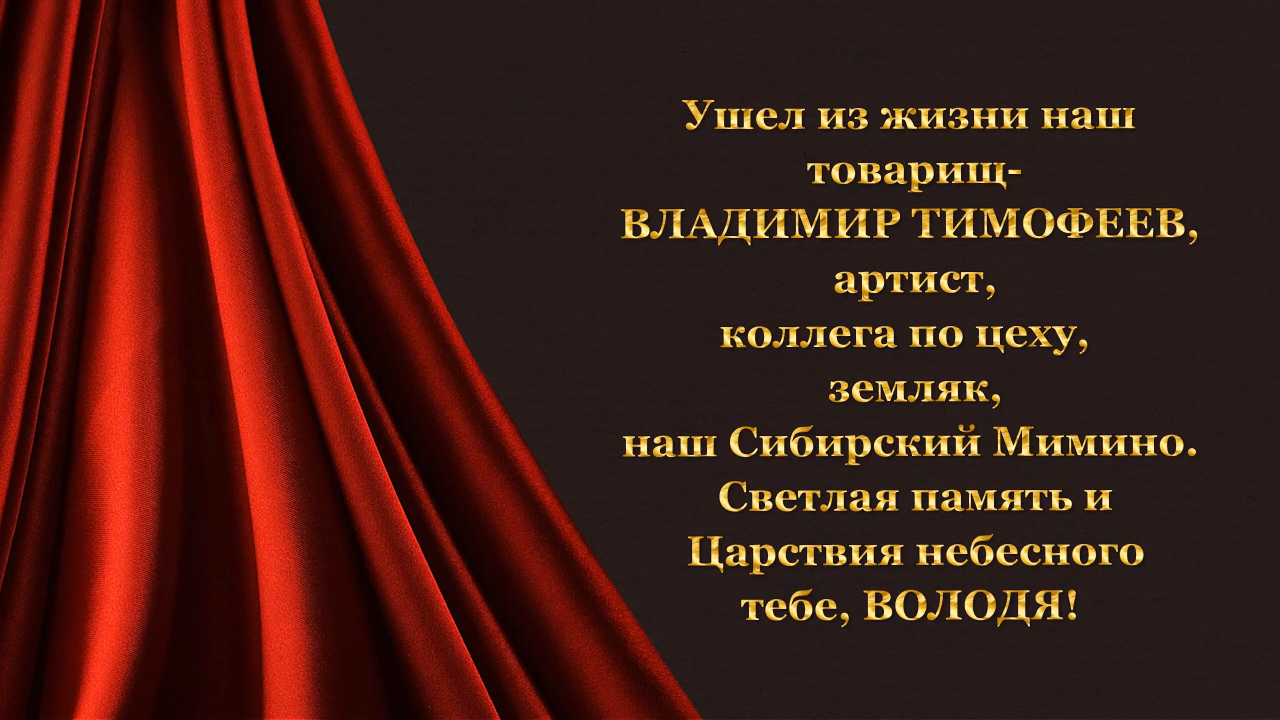 Ушел из жизни наш
товарищ-
ВЛАДИМИР ТИМОФЕЕВ,
артист,
коллега по цеху,
земляк,
наш Сибирский Мимино.
Светлая память и
Царствия небесного
тебе, ВОЛОДЯ!